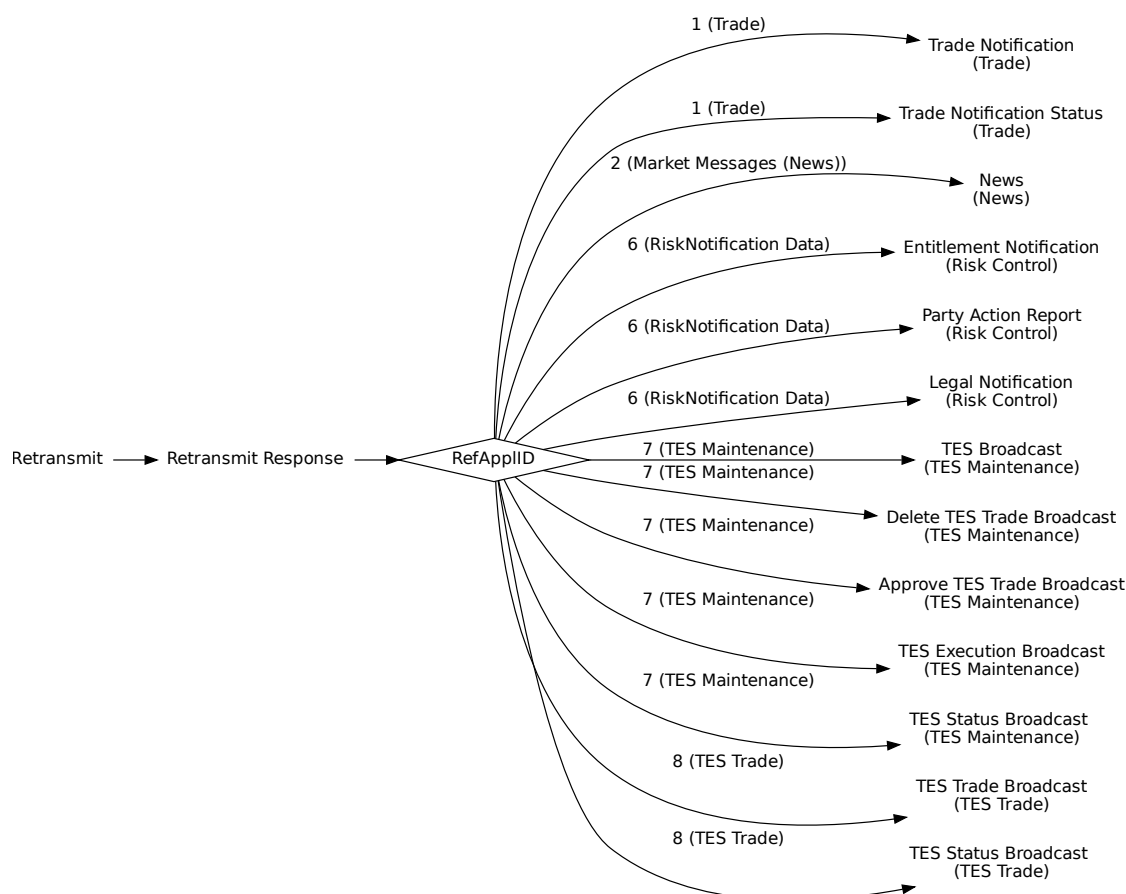 1 (Trade)
Trade Notification
(Trade)
1 (Trade)
Trade Notification Status
(Trade)
2 (Market Messages (News))
News
(News)
6 (RiskNotification Data)
Entitlement Notification
(Risk Control)
6 (RiskNotification Data)
Party Action Report
(Risk Control)
6 (RiskNotification Data)
Legal Notification
(Risk Control)
Retransmit
Retransmit Response
RefApplID
7 (TES Maintenance)
TES Broadcast
(TES Maintenance)
7 (TES Maintenance)
Delete TES Trade Broadcast
(TES Maintenance)
7 (TES Maintenance)
Approve TES Trade Broadcast
(TES Maintenance)
7 (TES Maintenance)
TES Execution Broadcast
(TES Maintenance)
7 (TES Maintenance)
TES Status Broadcast
(TES Maintenance)
8 (TES Trade)
TES Trade Broadcast
(TES Trade)
8 (TES Trade)
TES Status Broadcast
(TES Trade)